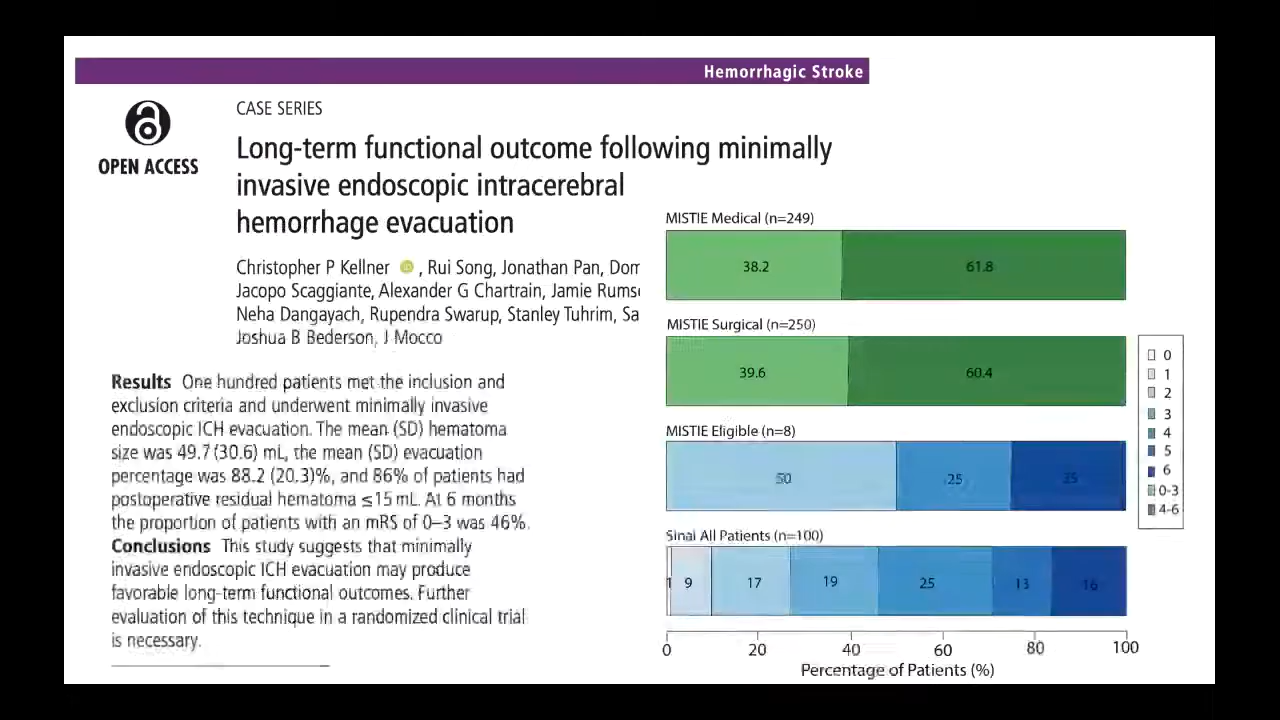 Hemorrhagic Stroke
OPEN ACCESS
CASE SERIES
Long-term functional outcome following minimally
invasive endoscopic intracerebral
hemorrhage evacuation
Christopher P Kellner , Rui Song, Jonathan Pan, Dom
Jacopo Scaggiante, Alexander G Chartrain, Jamie Rums
Neha Dangayach, Rupendra Swarup, Stanley Tuhrim, Sa
Joshua B Bederson, J Mocco
Results One hundred patients met the inclusion and
exclusion criteria and underwent minimally invasive
endoscopic ICH evacuation. The mean (SD) hematoma
size was 49.7 (30.6) mL, the mean (SD) evacuation
percentage was 88.2 (20.3)%, and 86% of patients had
postoperative residual hematoma ≤15 mL. At 6 months
the proportion of patients with an mRS of 0–3 was 46%.
Conclusions This study suggests that minimally
invasive endoscopic ICH evacuation may produce
favorable long-term functional outcomes. Further
evaluation of this technique in a randomized clinical trial
is necessary.
MISTIE Medical (n=249)
38.2 61.8
MISTIE Surgical (n=250)
39.6 60.4
MISTIE Eligible (n=8)
50 25 25
Sinai All Patients (n=100)
1 9 17 19 25 13 16
0 20 40 60 80 100
Percentage of Patients (%)
0
1
2
3
4
5
6
0-3
4-6